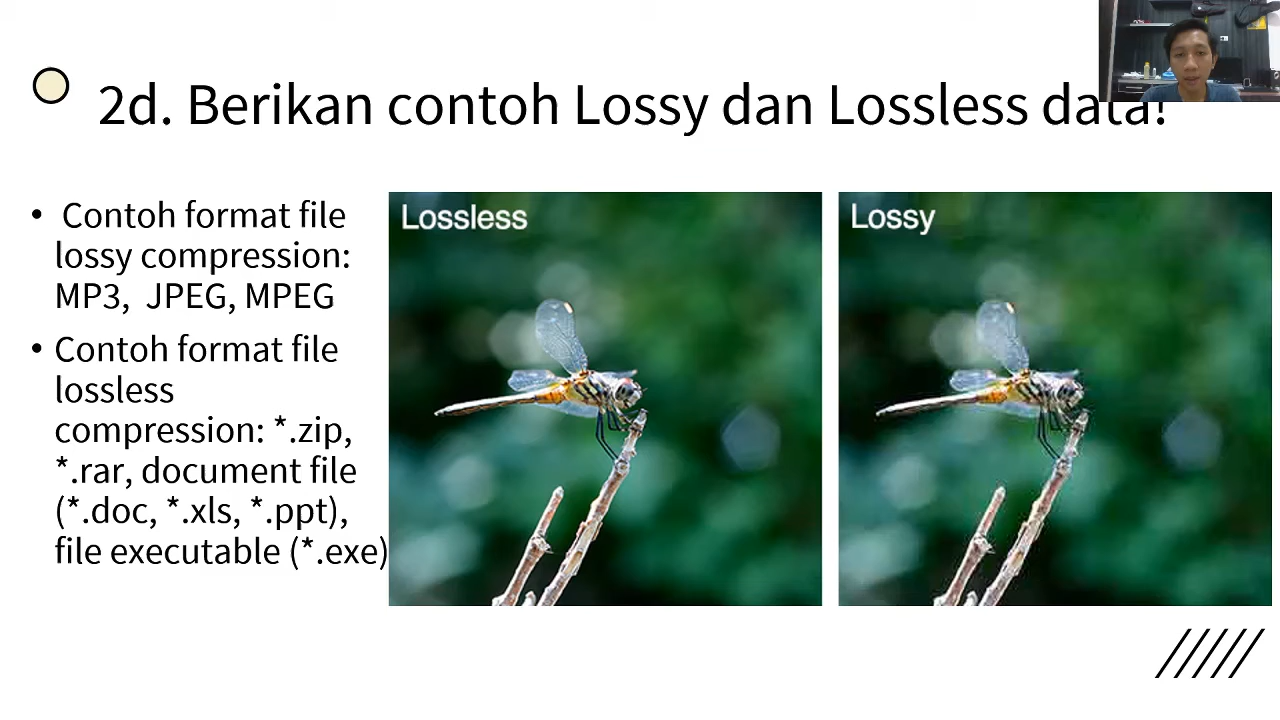 2d. Berikan contoh Lossy dan Lossless data!
• Contoh format file
lossy compression:
MP3, JPEG, MPEG
• Contoh format file
lossless
compression: *.zip,
*.rar, document file
(*.doc, *.xls, *.ppt),
file executable (*.exe)
Lossless
Lossy